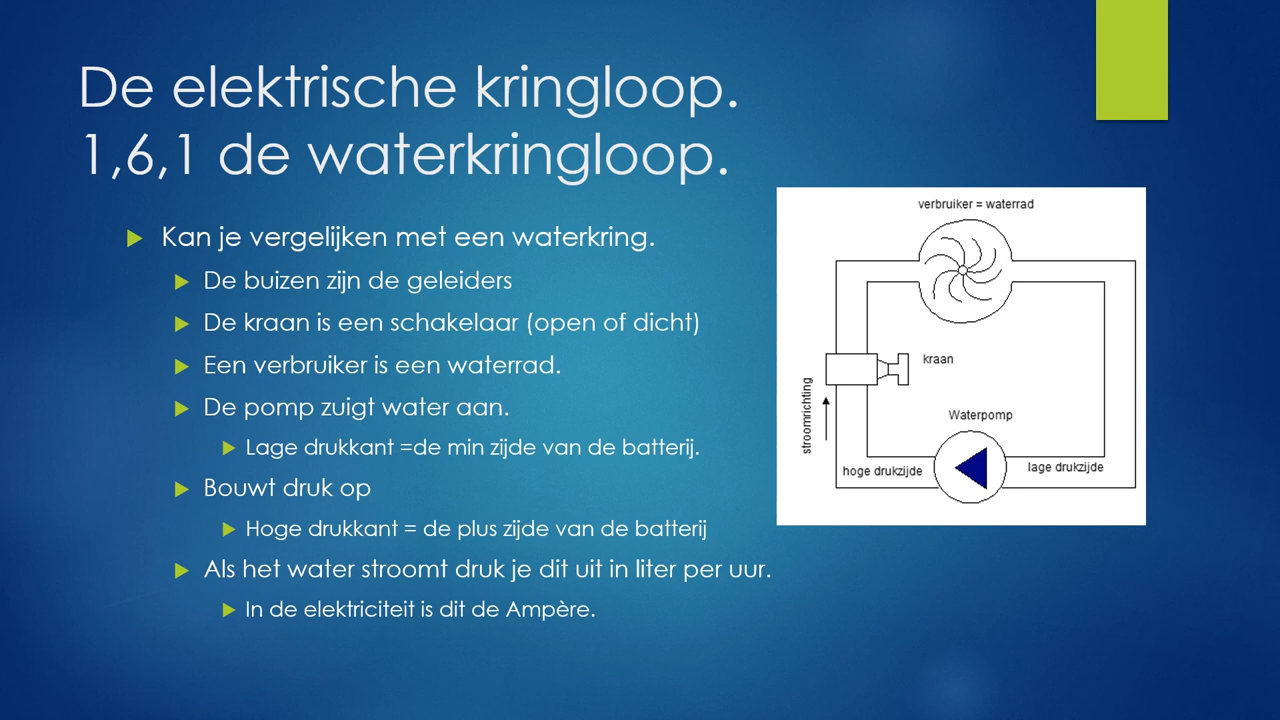 De elektrische kringloop.
1,6,1 de waterkringloop.
Kan je vergelijken met een waterkring.
De buizen zijn de geleiders
De kraan is een schakelaar (open of dicht)
Een verbruiker is een waterrad.
De pomp zuigt water aan.
Lage drukkant =de min zijde van de batterij.
Bouwt druk op
Hoge drukkant = de plus zijde van de batterij
Als het water stroomt druk je dit uit in liter per uur.
In de elektriciteit is dit de Ampère.
verbruiker = waterrad
kraan
stroomrichting
Waterpomp
hoge drukzijde
lage drukzijde